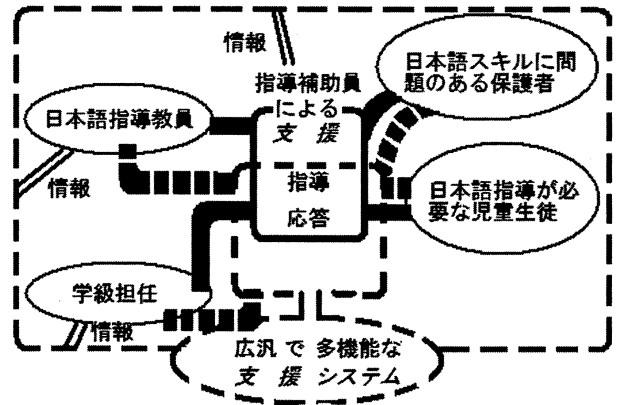 情報
指導補助員
による
支 援
日本語スキルに問
題のある保護者
日本語指導教員
情報
指導
応答
日本語指導が必
要な児童生徒
学級担任
情報
広汎で多機能な
支 援 システム